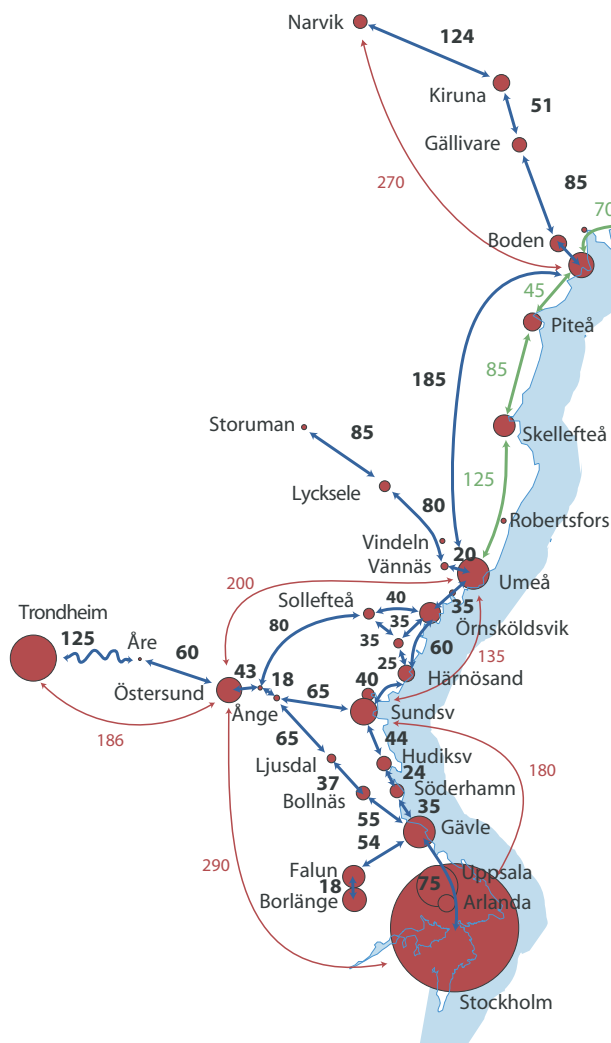 Narvik
124
Kiruna
51
Gällivare
270
85
70
Boden
45
Piteå
185
85
Storuman
85
Skellefteå
Lycksele
80
125
Robertsfors
Vindeln
20
Vännäs
Umeå
200
40
35
Sollefteå
35
Örnsköldsvik
Trondheim
80
125
Åre
35
60
60
135
25
Härnösand
43
18
40
Östersund
65
Ånge
Sundsv
186
65
44
Hudiksv
180
Ljusdal
24
37
Söderhamn
Bollnäs
35
55
Gävle
54
290
Falun
Uppsala
18
75
Borlänge
Arlanda
Stockholm